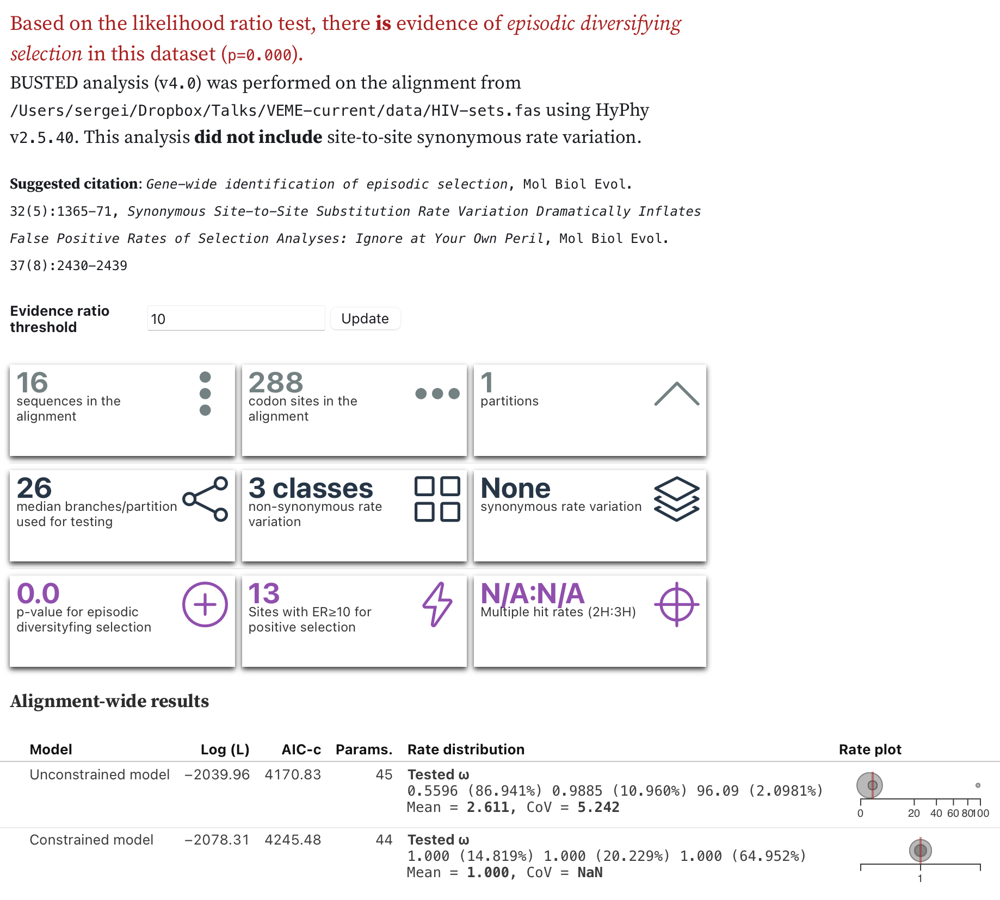 Based on the likelihood ratio test, there is evidence of episodic diversifying
selection in this dataset (p=0.000).
BUSTED analysis (v4.0) was performed on the alignment from
/Users/sergei/Dropbox/Talks/VEME-current/data/HIV-sets.fas using HyPhy
v2.5.40. This analysis did not include site-to-site synonymous rate variation.
Suggested citation: Gene-wide identification of episodic selection, Mol Biol Evol.
32(5):1365-71, Synonymous Site-to-Site Substitution Rate Variation Dramatically Inflates
False Positive Rates of Selection Analyses: Ignore at Your Own Peril, Mol Biol Evol.
37(8):2430-2439
Evidence ratio
threshold
10
Update
16
sequences in the
alignment
288
codon sites in the
alignment
1
partitions
26
median branches/partition
used for testing
3 classes
non-synonymous rate
variation
None
synonymous rate variation
0.0
p-value for episodic
diversityfing selection
13
Sites with ER≥10 for
positive selection
N/A:N/A
Multiple hit rates (2H:3H)
Alignment-wide results
Model Log (L) AIC-c Params. Rate distribution Rate plot
Unconstrained model −2039.96 4170.83 45 Tested ω
0.5596 (86.941%) 0.9885 (10.960%) 96.09 (2.0981%)
Mean = 2.611, CoV = 5.242
0 20 40 60 80 100
Constrained model −2078.31 4245.48 44 Tested ω
1.000 (14.819%) 1.000 (20.229%) 1.000 (64.952%)
Mean = 1.000, CoV = NaN
1